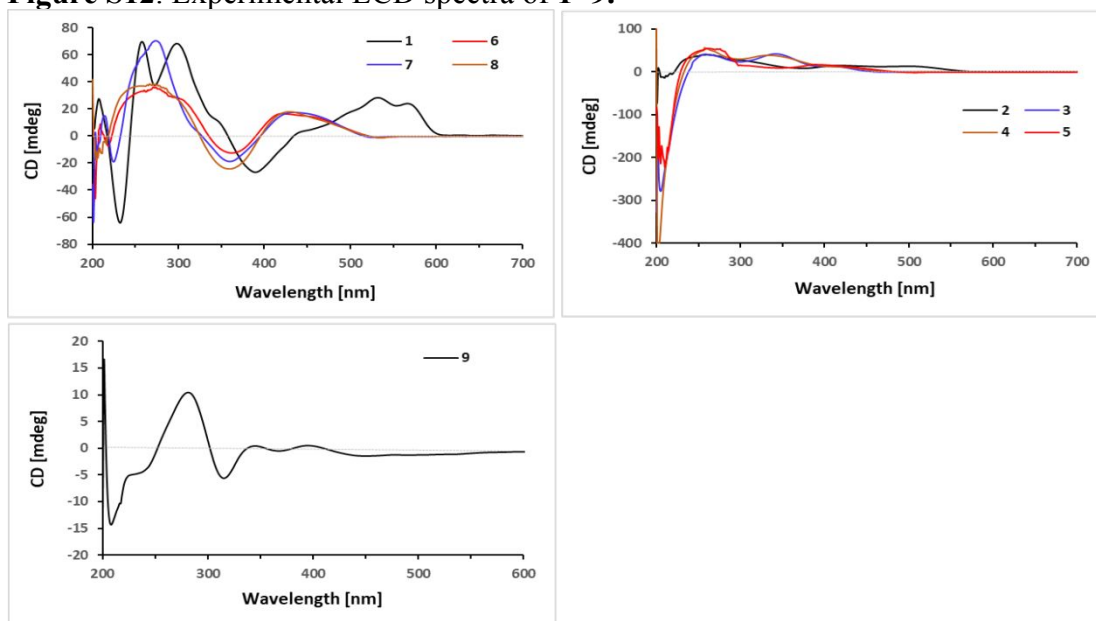 Figure S12. Experimental ECD spectra of 1–9.
80
60
40
20
0
-20
-40
-60
-80
CD [mdeg]
1 6
7 8
200 300 400 500 600 700
Wavelength [nm]
100
0
-100
-200
-300
-400
CD [mdeg]
2 3
4 5
200 300 400 500 600 700
Wavelength [nm]
20
15
10
5
0
-5
-10
-15
-20
CD [mdeg]
9
200 300 400 500 600
Wavelength [nm]